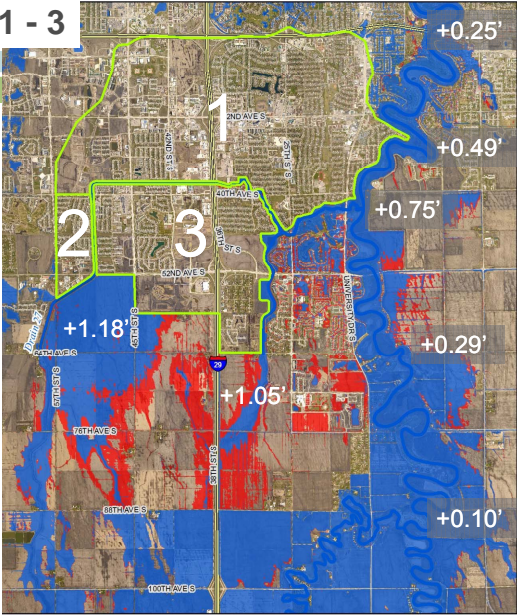 1 - 3
+0.25'
1
2ND AVE S
42ND ST S
25TH ST S
+0.49'
40TH AVE S
+0.75'
2
3
36TH ST S
52ND AVE S
UNIVERSITY DR S
+1.18'
45TH ST S
Drain 27
64TH AVE S
+0.29'
29
57TH ST S
+1.05'
76TH AVE S
38TH ST S
88TH AVE S
+0.10'
100TH AVE S